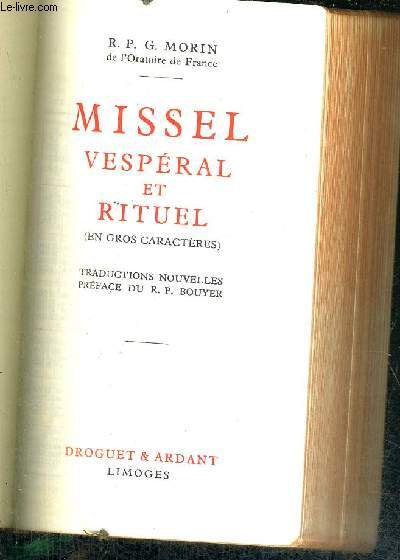 Le-livre.com
R. P. G. MORIN
de l'Oratoire de France
MISSEL
VESPÉRAL
ET
RITUEL
(EN GROS CARACTÈRES)
TRADUCTIONS NOUVELLES
PRÉFACE DU R. P. BOUYER
DROGUET & ARDANT
LIMOGES